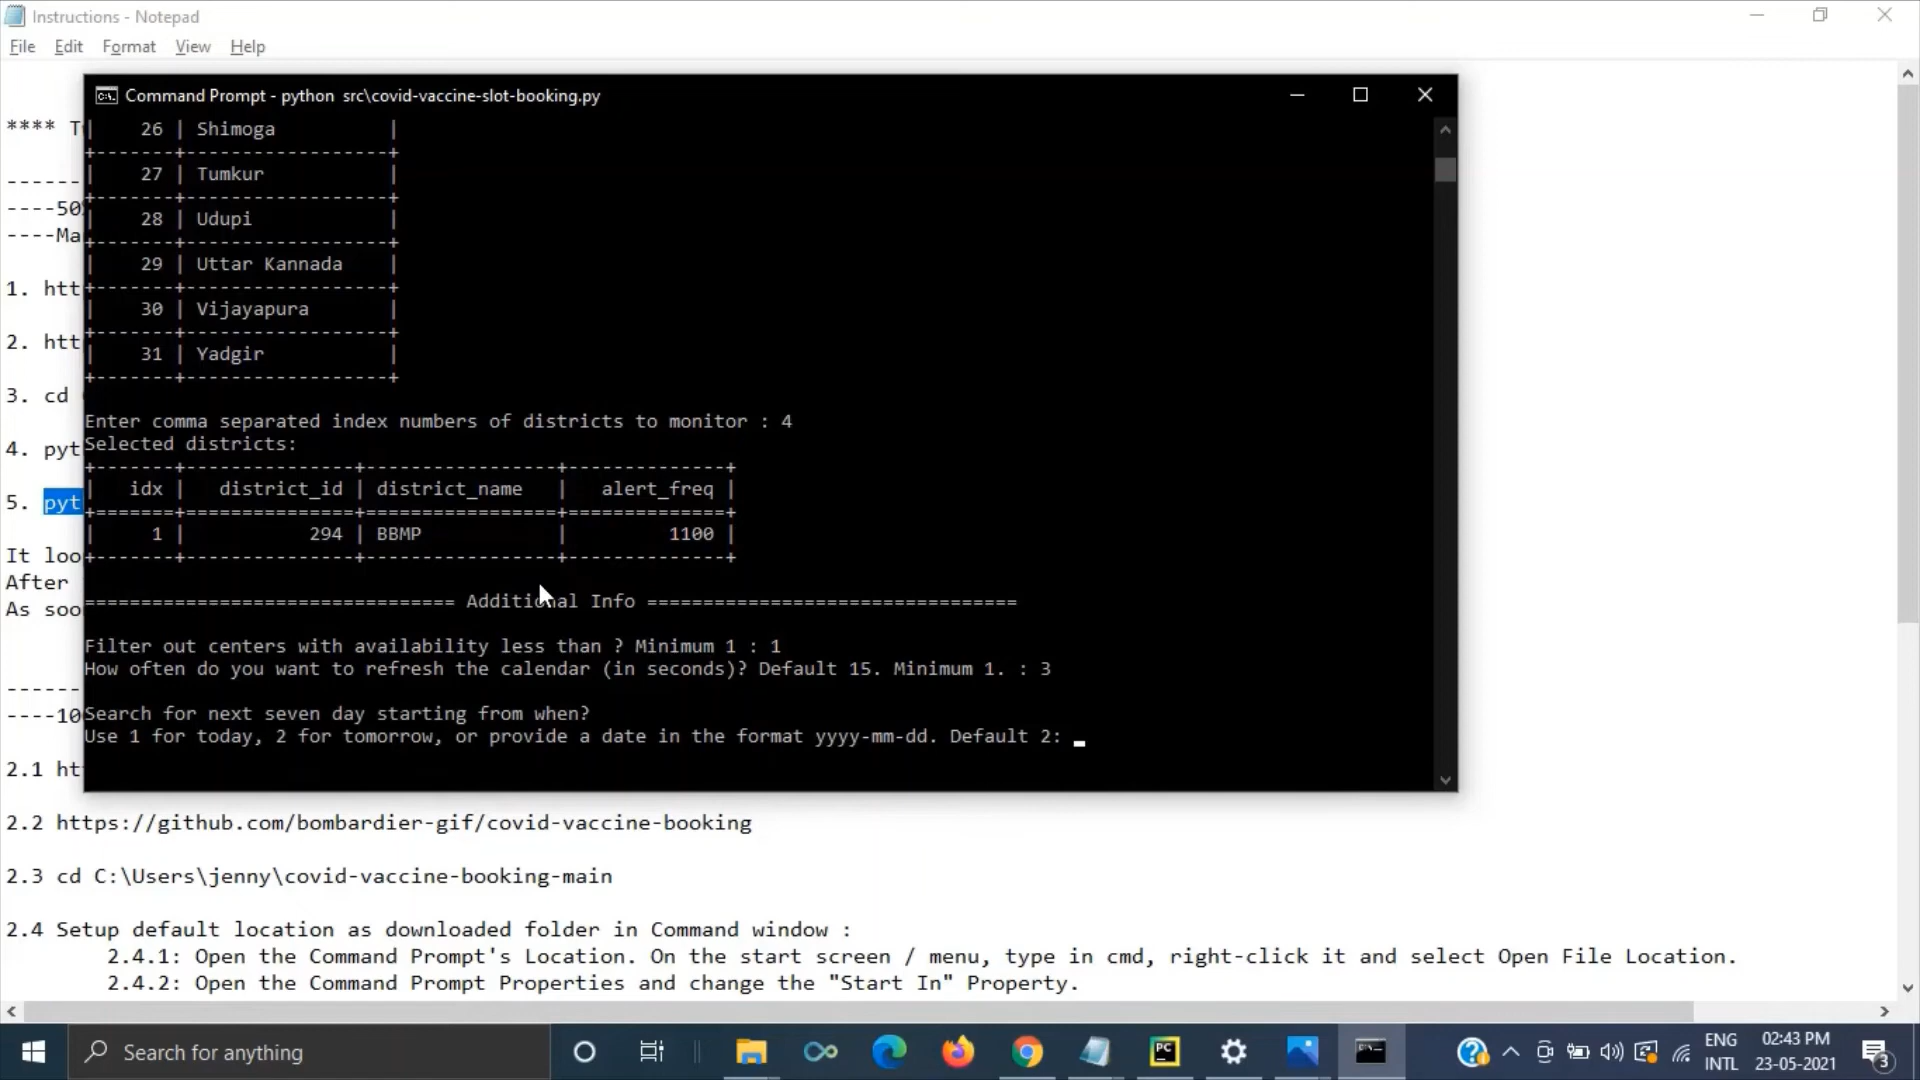 Instructions - Notepad
File Edit Format View Help
Command Prompt - python src\covid-vaccine-slot-booking.py
**** T
| 26 | Shimoga |
+-------+------------------+
| 27 | Tumkur |
+-------+------------------+
----50
| 28 | Udupi |
----Ma
+-------+------------------+
| 29 | Uttar Kannada |
+-------+------------------+
1. htt
| 30 | Vijayapura |
+-------+------------------+
2. htt
| 31 | Yadgir |
+-------+------------------+
3. cd
Enter comma separated index numbers of districts to monitor : 4
Selected districts:
4. pyt
| idx | district_id | district_name | alert_freq |
5. pyt
| 1 | 294 | BBMP | 1100 |
It loo
After
As soo
================================= Additional Info =================================
Filter out centers with availability less than ? Minimum 1 : 1
How often do you want to refresh the calendar (in seconds)? Default 15. Minimum 1. : 3
----10
Search for next seven day starting from when?
Use 1 for today, 2 for tomorrow, or provide a date in the format yyyy-mm-dd. Default 2:
2.1 ht
2.2 https://github.com/bombardier-gif/covid-vaccine-booking
2.3 cd C:\Users\jenny\covid-vaccine-booking-main
2.4 Setup default location as downloaded folder in Command window :
2.4.1: Open the Command Prompt's Location. On the start screen / menu, type in cmd, right-click it and select Open File Location.
2.4.2: Open the Command Prompt Properties and change the "Start In" Property.
Search for anything
PC
ENG
INTL
02:43 PM
23-05-2021
3